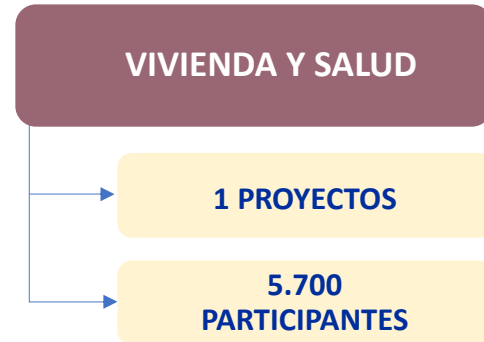 VIVIENDA Y SALUD
1 PROYECTOS
5.700
PARTICIPANTES